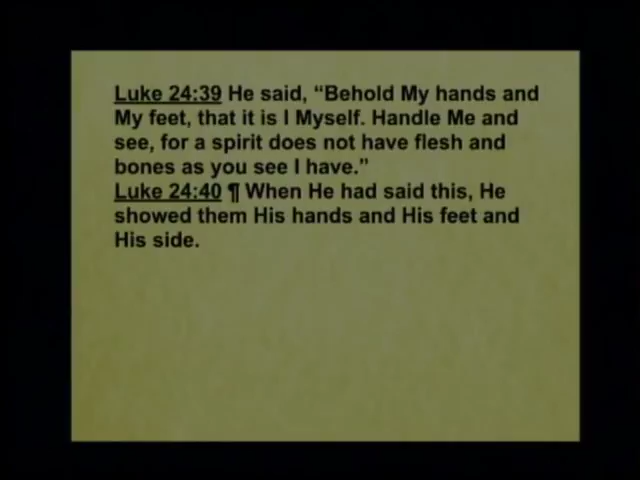 Luke 24:39 He said, “Behold My hands and
My feet, that it is I Myself. Handle Me and
see, for a spirit does not have flesh and
bones as you see I have.”
Luke 24:40 ¶ When He had said this, He
showed them His hands and His feet and
His side.